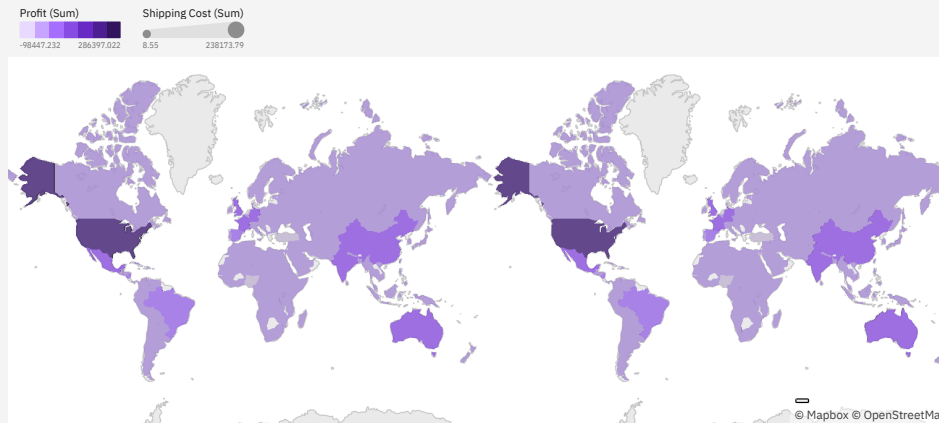 Profit (Sum)
-98447.232 286397.022
Shipping Cost (Sum)
8.55 238173.79
© Mapbox © OpenStreetMa